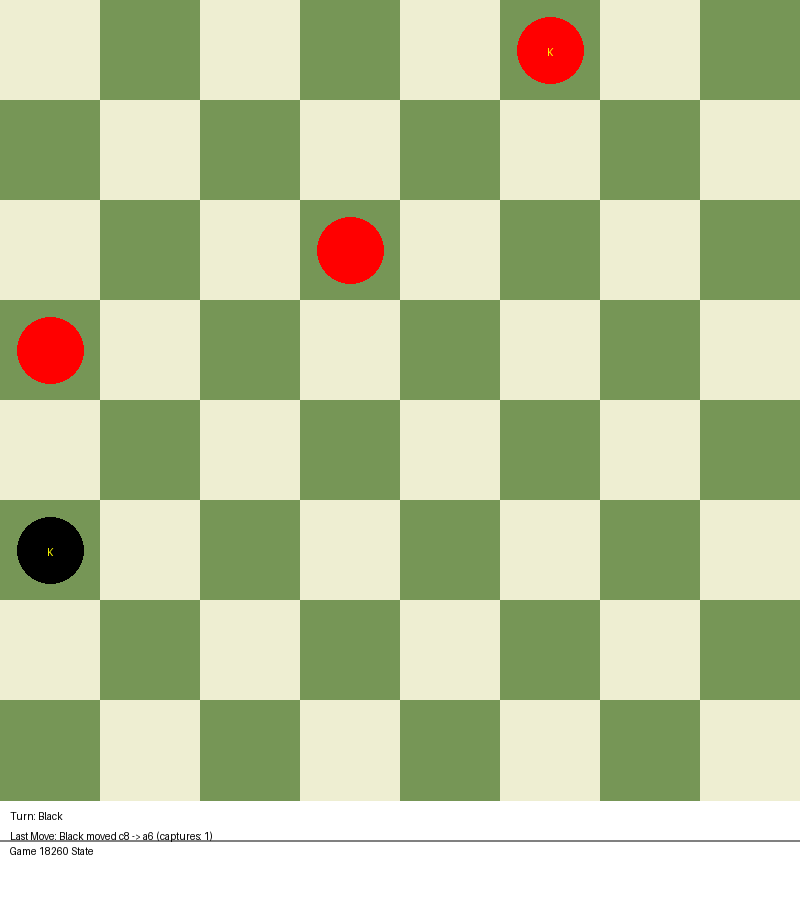 K
K
Turn: Black
Last Move: Black moved c8 -> a6 (captures: 1)
Game 18260 State